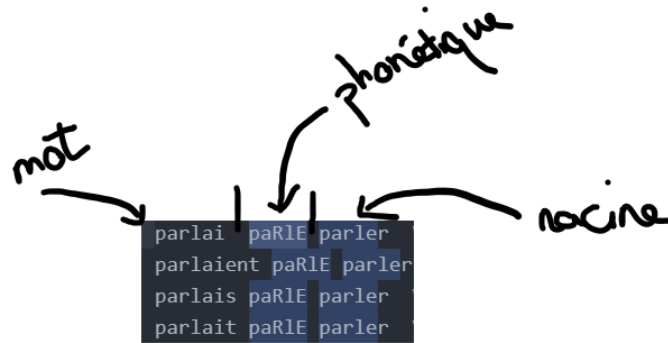 phonétique
mot
racine
parlai paRlE parler
parlaient paRlE parler
parlais paRlE parler
parlait paRlE parler